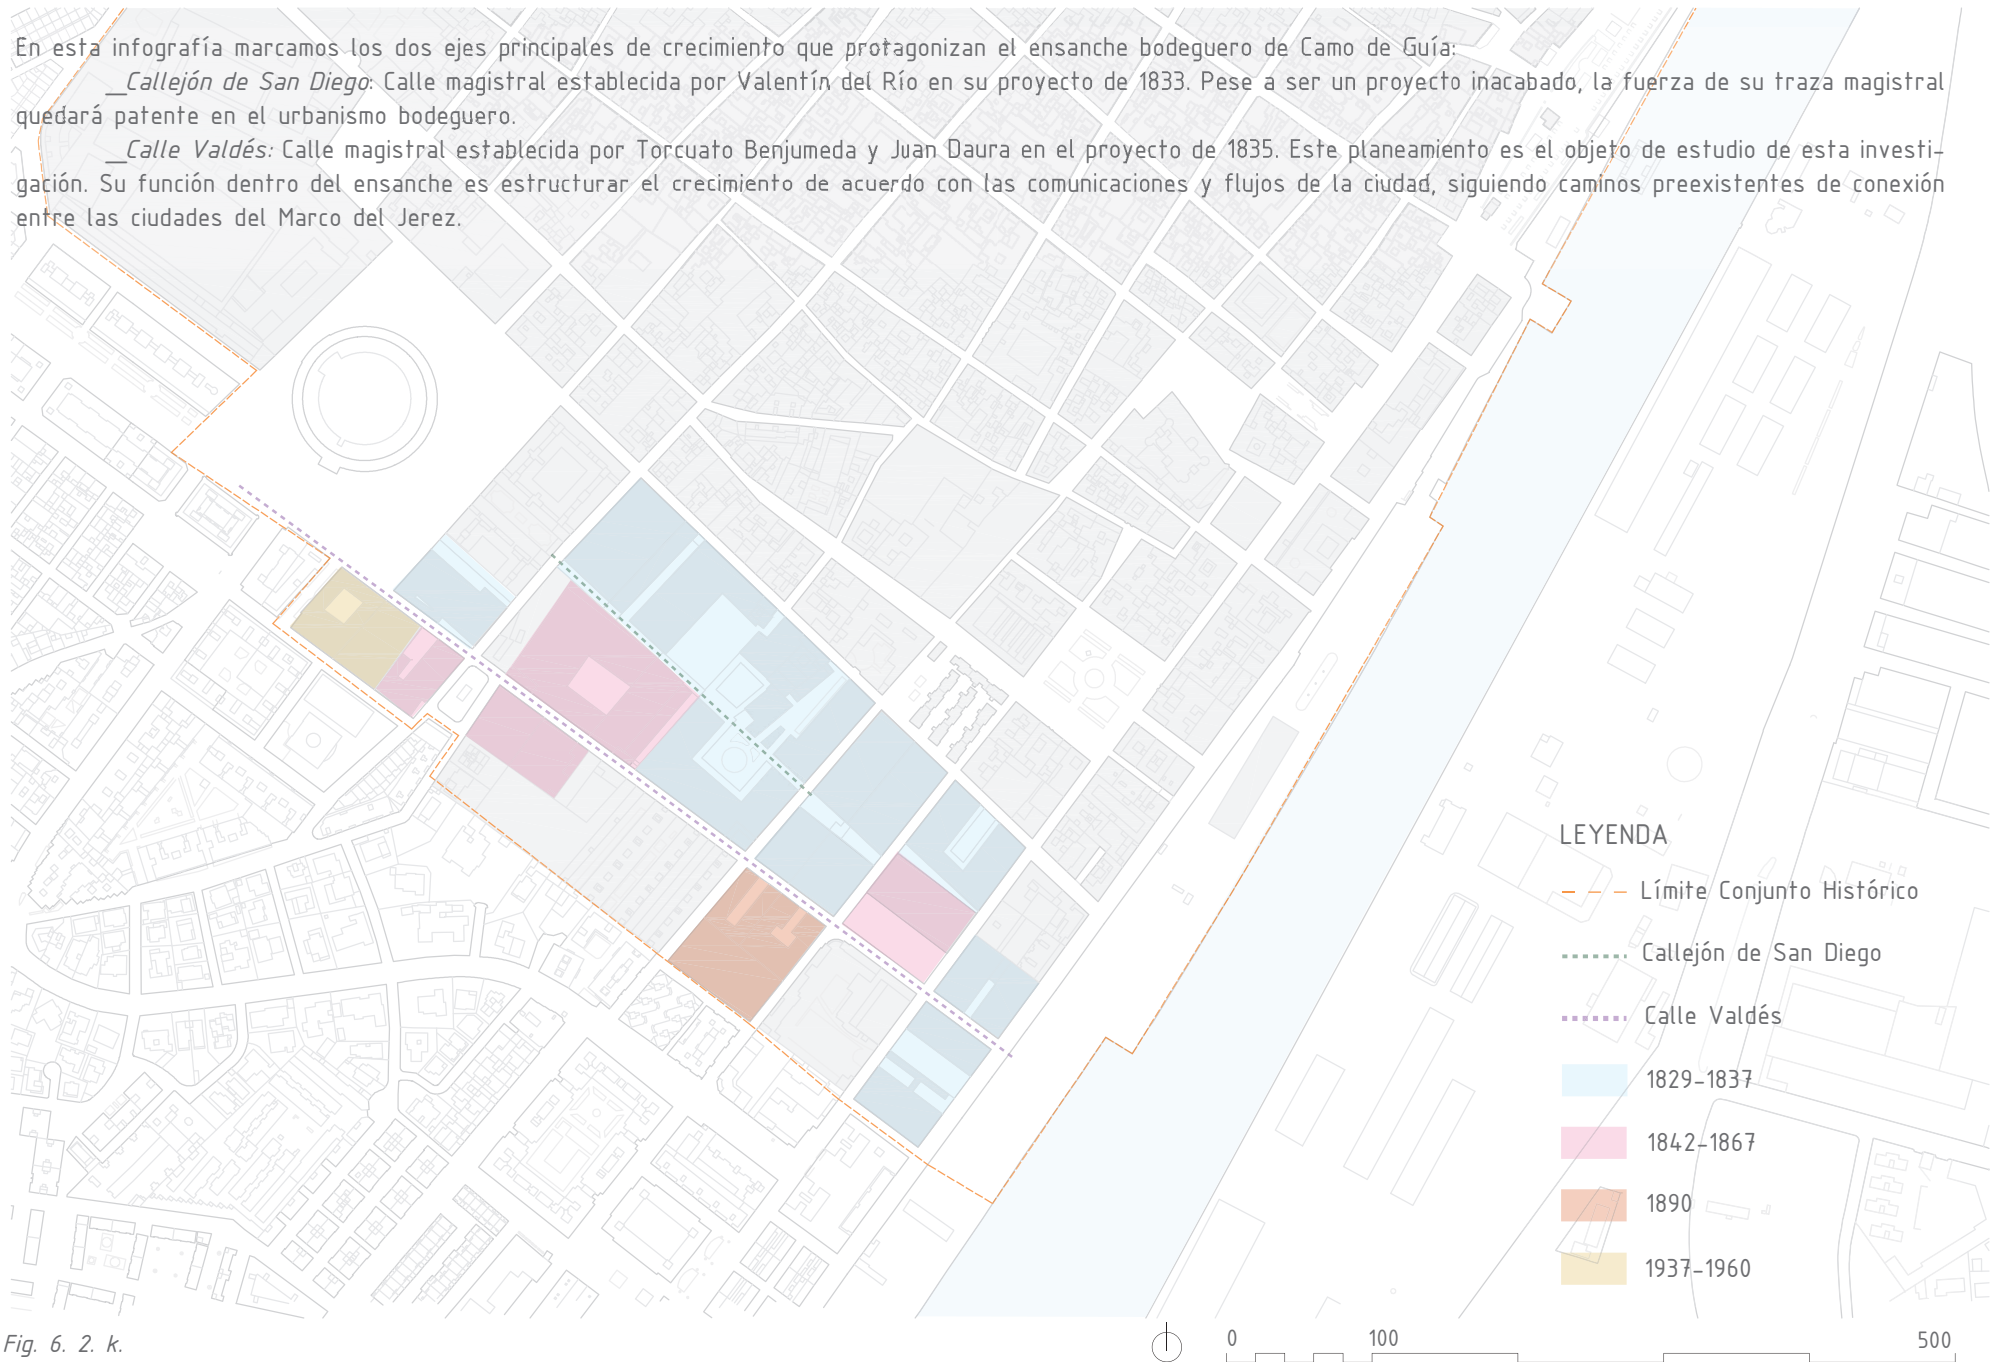 En esta infografía marcamos los dos ejes principales de crecimiento que protagonizan el ensanche bodeguero de Camo de Guía:
_Callejón de San Diego: Calle magistral establecida por Valentín del Río en su proyecto de 1833. Pese a ser un proyecto inacabado, la fuerza de su traza magistral
quedará patente en el urbanismo bodeguero.
_Calle Valdés: Calle magistral establecida por Torcuato Benjumeda y Juan Daura en el proyecto de 1835. Este planeamiento es el objeto de estudio de esta investi-
gación. Su función dentro del ensanche es estructurar el crecimiento de acuerdo con las comunicaciones y flujos de la ciudad, siguiendo caminos preexistentes de conexión
entre las ciudades del Marco del Jerez.
LEYENDA
Límite Conjunto Histórico
Callejón de San Diego
Calle Valdés
1829-1837
1842-1867
1890
1937-1960
Fig. 6. 2. k.
0 100 500